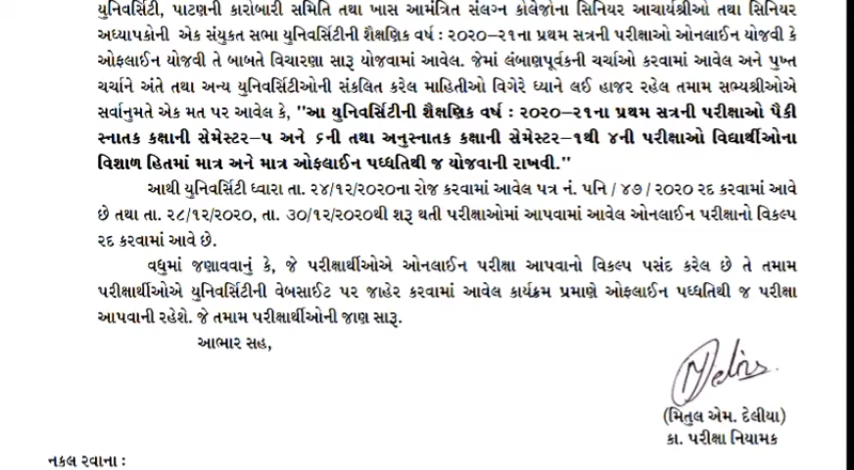 યુનિવર્સિટી, પાટણની કારોબારી સમિતિ તથા ખાસ આમંત્રિત સંલગ્ન કોલેજોના સિનિયર આચાર્યશ્રીઓ તથા સિનિયર
અધ્યાપકોની એક સંયુકત સભા યુનિવર્સિટીની શૈક્ષણિક વર્ષ : ૨૦૨૦−૨૧ના પ્રથમ સત્રની પરીક્ષાઓ ઓનલાઈન યોજવી કે
ઓફલાઈન યોજવી તે બાબતે વિચારણા સારૂ યોજવામાં આવેલ. જેમાં લંબાણપૂર્વકની ચર્ચાઓ કરવામાં આવેલ અને પુખ્ત
ચર્ચાને અંતે તથા અન્ય યુનિવર્સિટીઓની સંકલિત કરેલ માહિતીઓ વિગેરે ધ્યાને લઈ હાજર રહેલ તમામ સભ્યશ્રીઓએ
સર્વાનુમતે એક મત પર આવેલ કે, "આ યુનિવર્સિટીની શૈક્ષણિક વર્ષ : ૨૦૨૦−૨૧ના પ્રથમ સત્રની પરીક્ષાઓ પૈકી
સ્નાતક કક્ષાની સેમેસ્ટર−૫ અને ૬ની તથા અનુસ્નાતક કક્ષાની સેમેસ્ટર−૧થી ૪ની પરીક્ષાઓ વિદ્યાર્થીઓના
વિશાળ હિતમાં માત્ર અને માત્ર ઓફલાઈન પધ્ધતિથી જ યોજવાની રાખવી."
આથી યુનિવર્સિટી ધ્વારા તા. ૨૪/૧૨/૨૦૨૦ના રોજ કરવામાં આવેલ પત્ર નં. પનિ / ૪૭ / ૨૦૨૦ રદ કરવામાં આવે
છે તથા તા. ૨૮/૧૨/૨૦૨૦, તા. ૩૦/૧૨/૨૦૨૦થી શરૂ થતી પરીક્ષાઓમાં આપવામાં આવેલ ઓનલાઈન પરીક્ષાનો વિકલ્પ
રદ કરવામાં આવે છે.
વધુમાં જણાવવાનું કે, જે પરીક્ષાર્થીઓએ ઓનલાઈન પરીક્ષા આપવાનો વિકલ્પ પસંદ કરેલ છે તે તમામ
પરીક્ષાર્થીઓએ યુનિવર્સિટીની વેબસાઈટ પર જાહેર કરવામાં આવેલ કાર્યક્રમ પ્રમાણે ઓફલાઈન પધ્ધતિથી જ પરીક્ષા
આપવાની રહેશે. જે તમામ પરીક્ષાર્થીઓની જાણ સારૂ.
આભાર સહ,
(મિતુલ એમ. દેલીયા)
કા. પરીક્ષા નિયામક
નકલ રવાના :